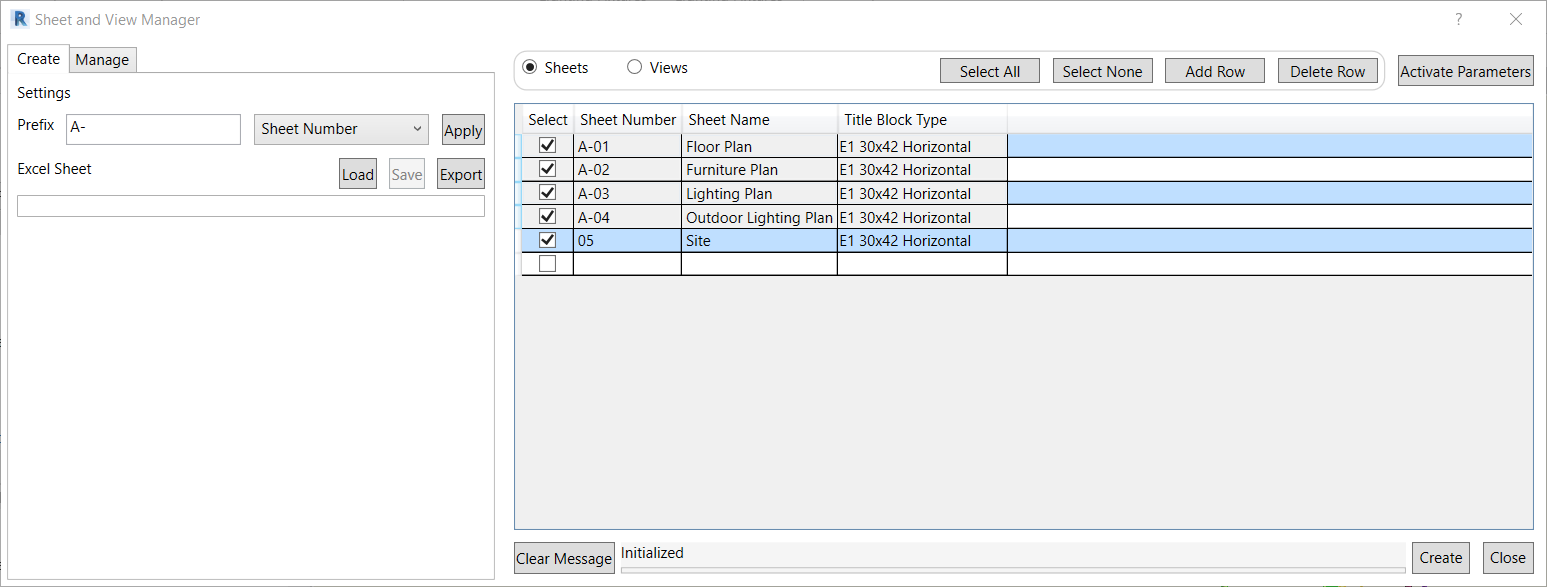 R Sheet and View Manager ?
Create Manage
Settings
Prefix A- Sheet Number Apply
Excel Sheet Load Save Export
Sheets Views Select All Select None Add Row Delete Row Activate Parameters
Select Sheet Number Sheet Name Title Block Type
A-01 Floor Plan E1 30x42 Horizontal
A-02 Furniture Plan E1 30x42 Horizontal
A-03 Lighting Plan E1 30x42 Horizontal
A-04 Outdoor Lighting Plan E1 30x42 Horizontal
05 Site E1 30x42 Horizontal
Clear Message Initialized Create Close